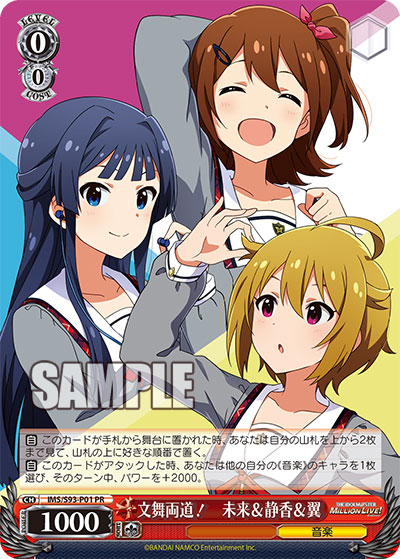 LEVEL
0
0
COST
SAMPLE
自 このカードが手札から舞台に置かれた時、あなたは自分の山札を上から2枚
まで見て、山札の上に好きな順番で置く。
自 このカードがアタックした時、あなたは他の自分の《音楽》のキャラを1枚
選び、そのターン中、パワーを+2000。
CH IMS/S93-P01 PR
1000
文舞両道! 未来&静香&翼
THE IDOLM@STER
MILLION LIVE!
音楽
©BANDAI NAMCO Entertainment Inc.